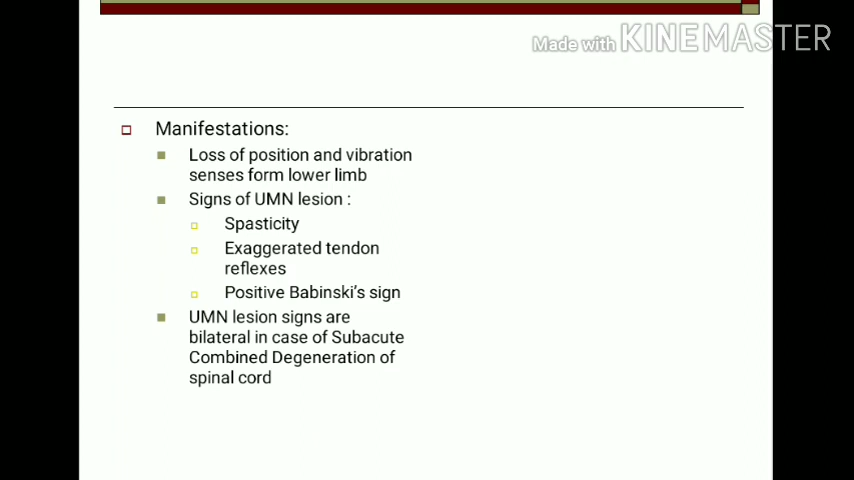 Made with KINEMASTER
Manifestations:
Loss of position and vibration
senses form lower limb
Signs of UMN lesion :
Spasticity
Exaggerated tendon
reflexes
Positive Babinski’s sign
UMN lesion signs are
bilateral in case of Subacute
Combined Degeneration of
spinal cord